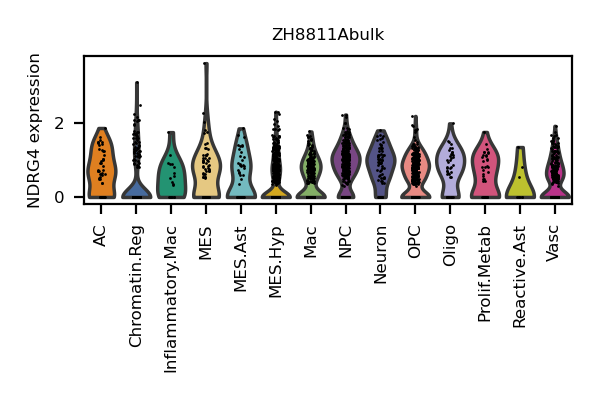 ZH8811Abulk
NDRG4 expression
2
0
AC
Chromatin.Reg
Inflammatory.Mac
MES
MES.Ast
MES.Hyp
Mac
NPC
Neuron
OPC
Oligo
Prolif.Metab
Reactive.Ast
Vasc